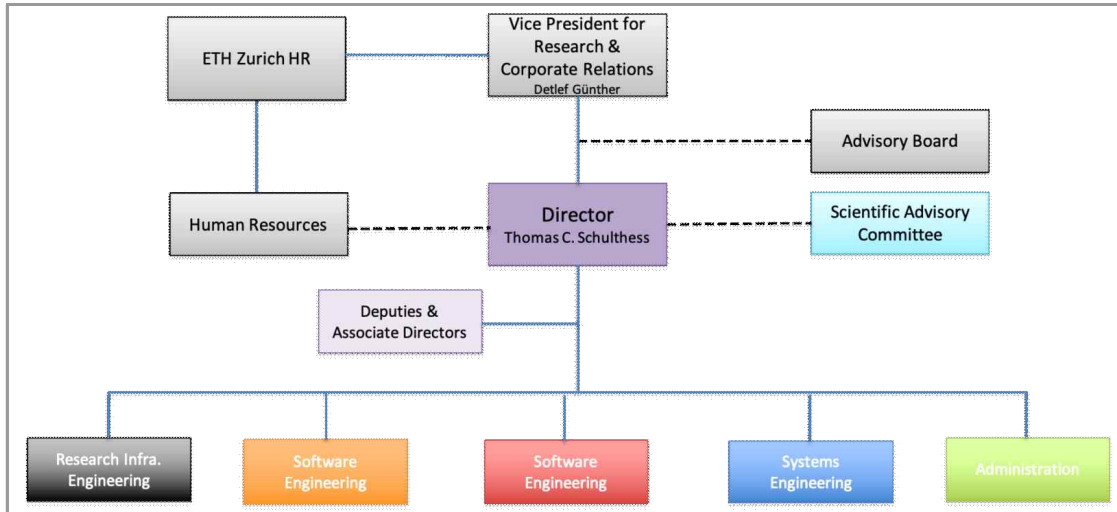 ETH Zurich HR
Vice President for
Research &
Corporate Relations
Detlef Günther
Advisory Board
Human Resources
Director
Thomas C. Schulthess
Scientific Advisory
Committee
Deputies &
Associate Directors
Research Infra.
Engineering
Software
Engineering
Software
Engineering
Systems
Engineering
Administration